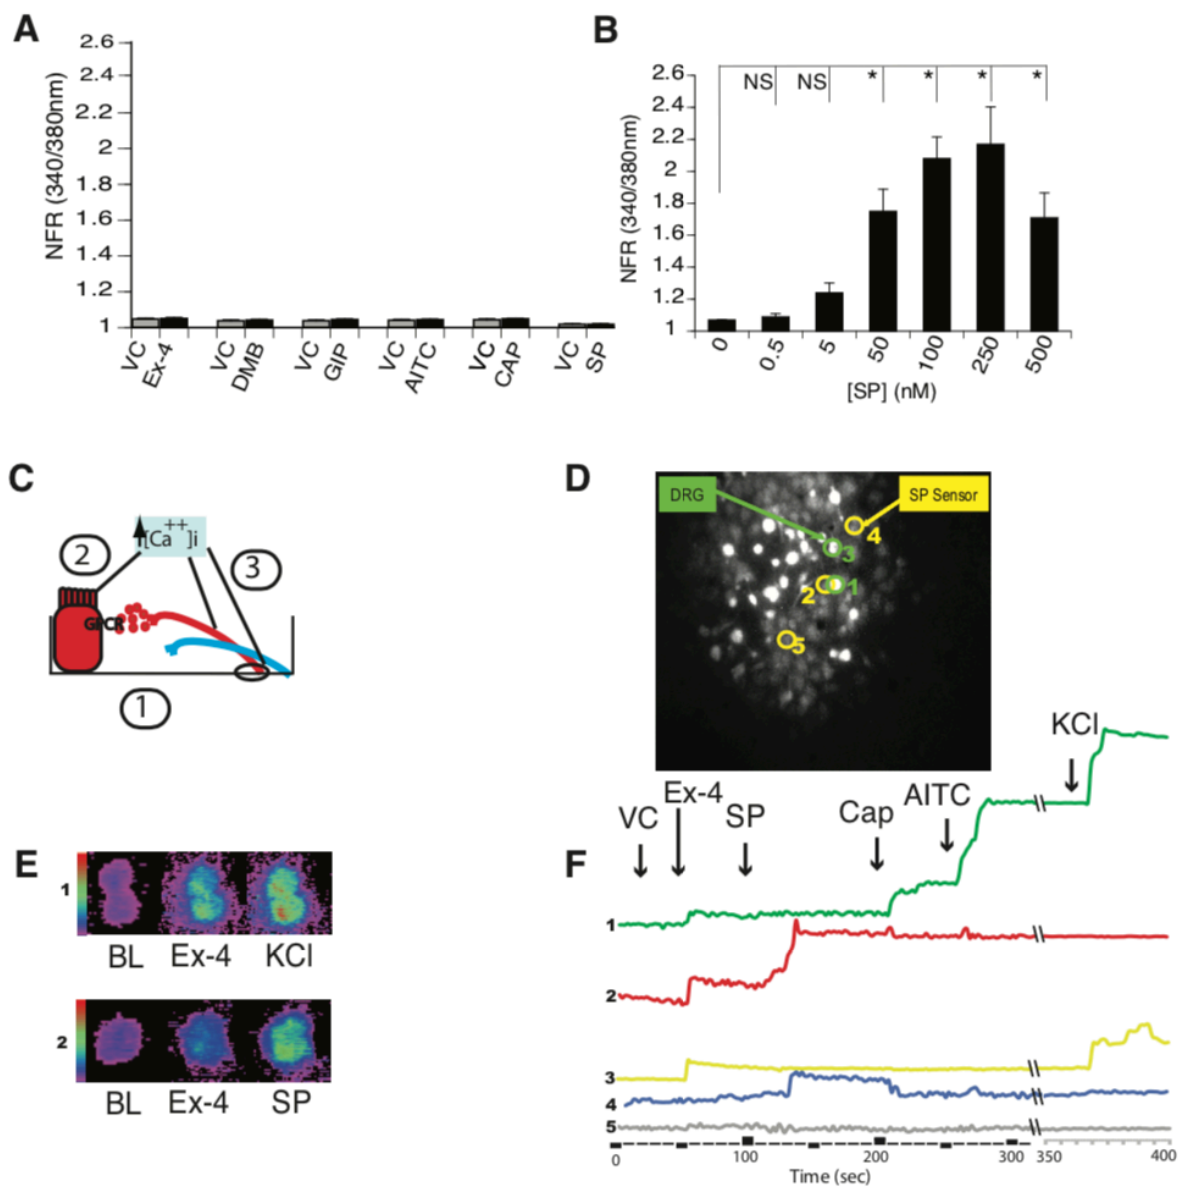 A
NFR (340/380nm)
2.6
2.4
2.2
2
1.8
1.6
1.4
1.2
1
VC
Ex-4
VC
DMB
VC
GIP
VC
AITC
VC
CAP
VC
SP
B
NFR (340/380nm)
2.6
2.4
2.2
2
1.8
1.6
1.4
1.2
1
NS NS * * * *
0 0.5 5 50 100 250 500
[SP] (nM)
C
[Ca++]i
2
3
GPCR
1
D
DRG
SP Sensor
4
3
2
1
5
E
1
BL Ex-4 KCl
2
BL Ex-4 SP
F
VC
Ex-4
SP
Cap
AITC
KCl
1
2
3
4
5
0 100 200 300 350 400
Time (sec)